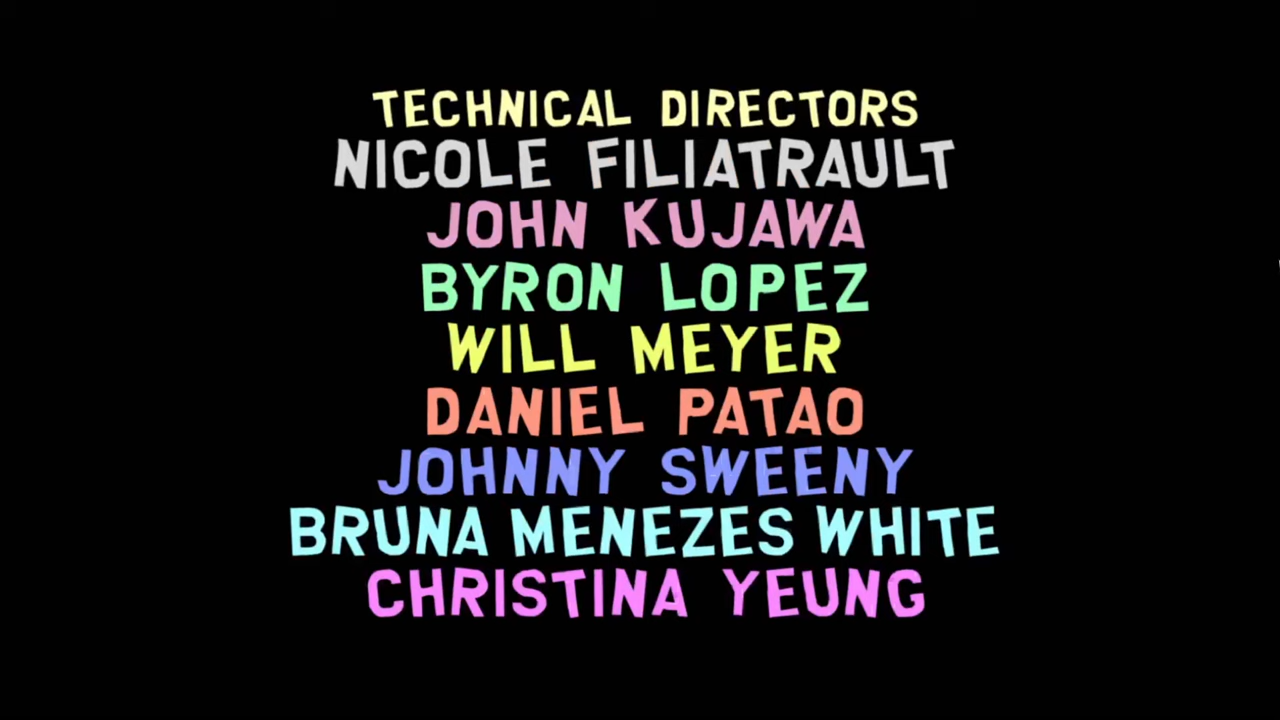 TECHNICAL DIRECTORS
NICOLE FILIATRAULT
JOHN KUJAWA
BYRON LOPEZ
WILL MEYER
DANIEL PATAO
JOHNNY SWEENY
BRUNA MENEZES WHITE
CHRISTINA YEUNG